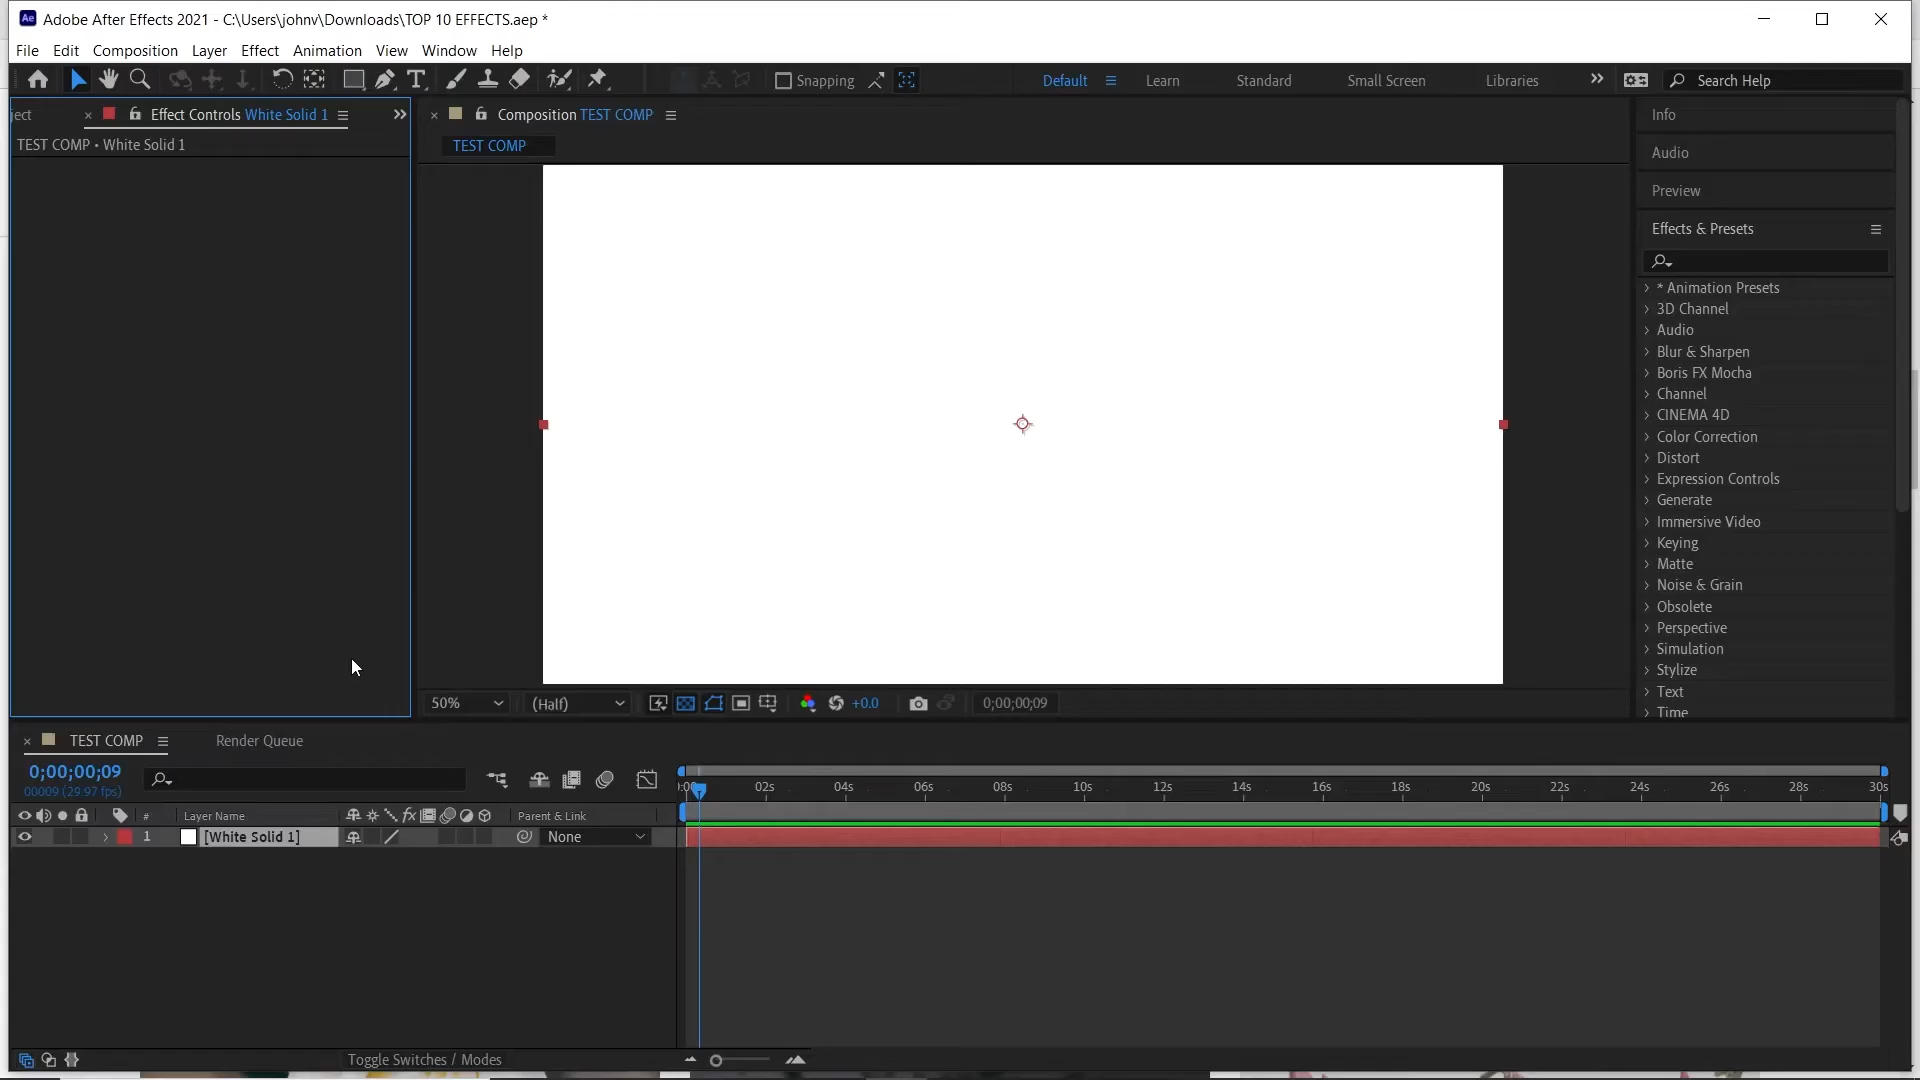 Ae Adobe After Effects 2021 - C:\Users\johnv\Downloads\TOP 10 EFFECTS.aep *
File Edit Composition Layer Effect Animation View Window Help
Snapping Default Learn Standard Small Screen Libraries Search Help
ject Effect Controls White Solid 1
TEST COMP • White Solid 1
Composition TEST COMP
TEST COMP
Info
Audio
Preview
Effects & Presets
* Animation Presets
3D Channel
Audio
Blur & Sharpen
Boris FX Mocha
Channel
CINEMA 4D
Color Correction
Distort
Expression Controls
Generate
Immersive Video
Keying
Matte
Noise & Grain
Obsolete
Perspective
Simulation
Stylize
Text
Time
50% (Half) +0.0 0;00;00;09
TEST COMP Render Queue
0;00;00;09
00009 (29.97 fps)
02s 04s 06s 08s 10s 12s 14s 16s 18s 20s 22s 24s 26s 28s 30s
# Layer Name fx Parent & Link
1 [White Solid 1] None
Toggle Switches / Modes